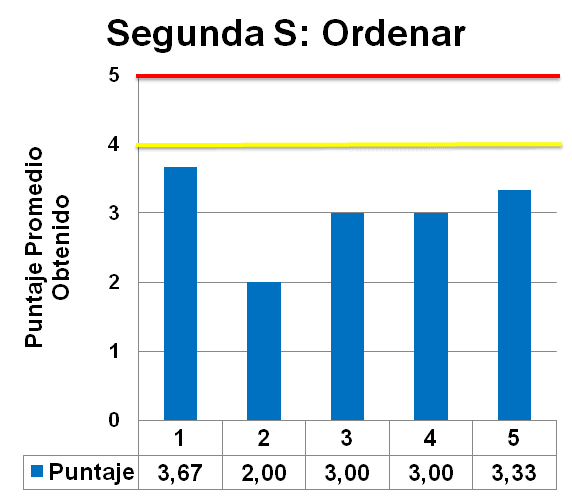 Segunda S: Ordenar
Puntaje Promedio
Obtenido
5
4
3
2
1
0
1 2 3 4 5
Puntaje 3,67 2,00 3,00 3,00 3,33